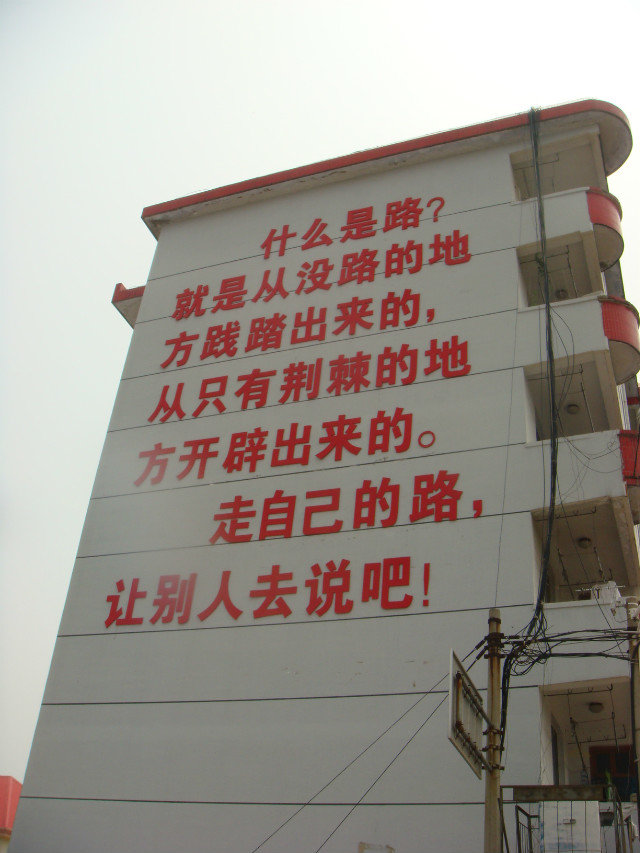 什么是路?
就是从没路的地
方践踏出来的,
从只有荆棘的地
方开辟出来的。
走自己的路,
让别人去说吧!